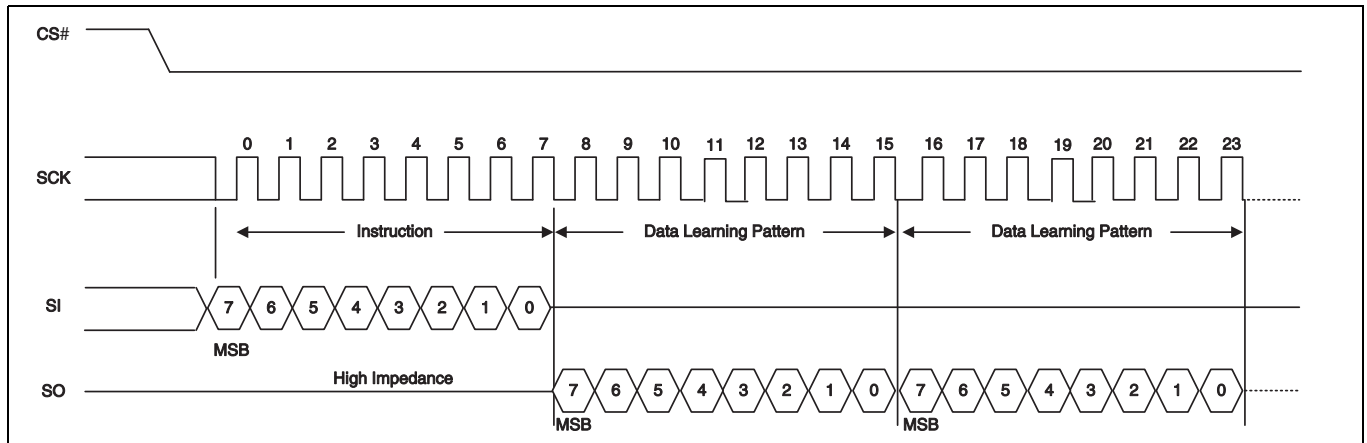 CS#
0 1 2 3 4 5 6 7 8 9 10 11 12 13 14 15 16 17 18 19 20 21 22 23
SCK
Instruction Data Learning Pattern Data Learning Pattern
SI 7 6 5 4 3 2 1 0
MSB
High Impedance
SO 7 6 5 4 3 2 1 0 7 6 5 4 3 2 1 0
MSB MSB